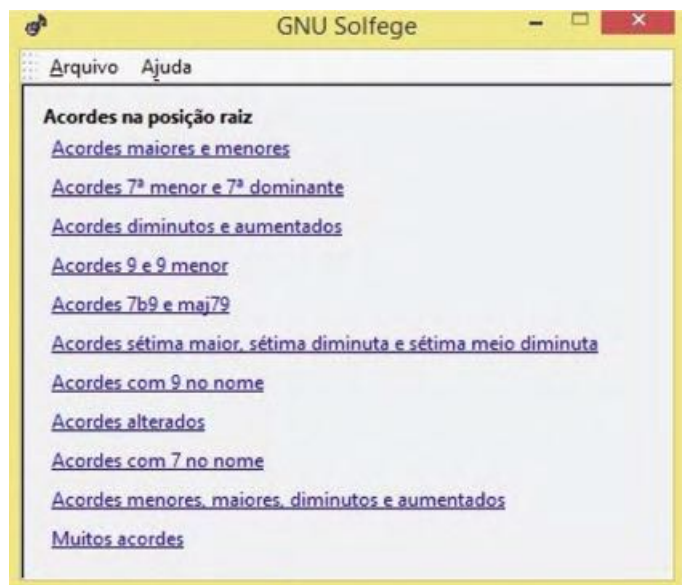 GNU Solfege
Arquivo Ajuda
Acordes na posição raiz
Acordes maiores e menores
Acordes 7ª menor e 7ª dominante
Acordes diminutos e aumentados
Acordes 9 e 9 menor
Acordes 7b9 e maj79
Acordes sétima maior, sétima diminuta e sétima meio diminuta
Acordes com 9 no nome
Acordes alterados
Acordes com 7 no nome
Acordes menores, maiores, diminutos e aumentados
Muitos acordes